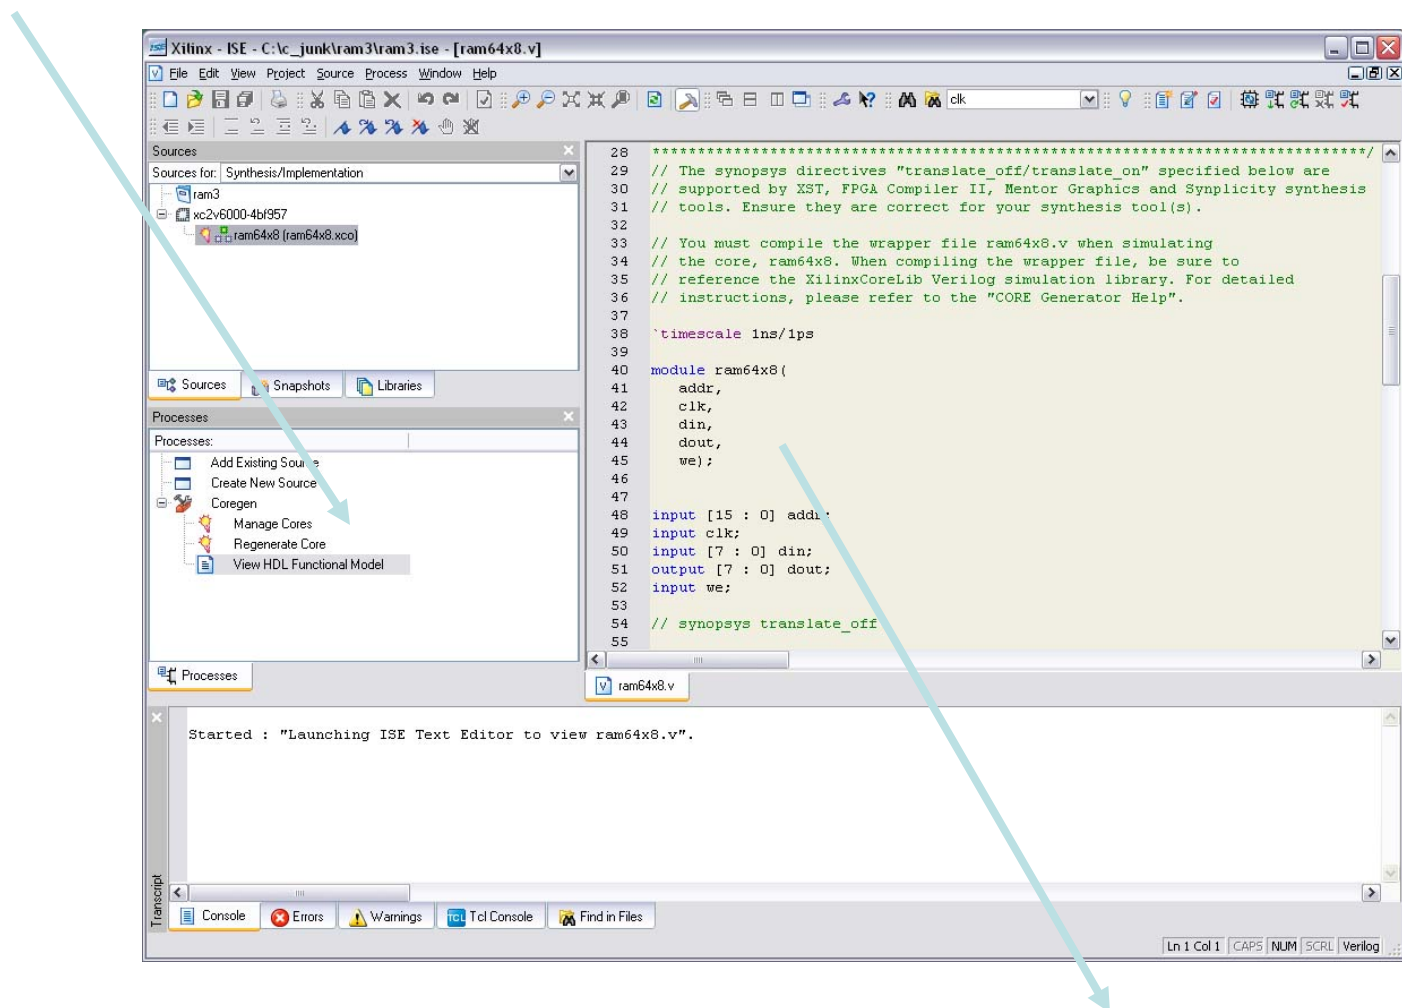 Xilinx - ISE - C:\c_junk\ram3\ram3.ise - [ram64x8.v]
File Edit View Project Source Process Window Help
clk
Sources
Sources for: Synthesis/Implementation
ram3
xc2v6000-4bf957
ram64x8 (ram64x8.xco)
Sources Snapshots Libraries
Processes
Processes:
Add Existing Source
Create New Source
Coregen
Manage Cores
Regenerate Core
View HDL Functional Model
Processes
28 *******************************************************************************/
29 // The synopsys directives "translate_off/translate_on" specified below are
30 // supported by XST, FPGA Compiler II, Mentor Graphics and Synplicity synthesis
31 // tools. Ensure they are correct for your synthesis tool(s).
32
33 // You must compile the wrapper file ram64x8.v when simulating
34 // the core, ram64x8. When compiling the wrapper file, be sure to
35 // reference the XilinxCoreLib Verilog simulation library. For detailed
36 // instructions, please refer to the "CORE Generator Help".
37
38 `timescale 1ns/1ps
39
40 module ram64x8(
41 addr,
42 clk,
43 din,
44 dout,
45 we);
46
47
48 input [15 : 0] addr;
49 input clk;
50 input [7 : 0] din;
51 output [7 : 0] dout;
52 input we;
53
54 // synopsys translate_off
55
ram64x8.v
Started : "Launching ISE Text Editor to view ram64x8.v".
Transcript
Console Errors Warnings Tcl Console Find in Files
Ln 1 Col 1 CAPS NUM SCRL Verilog